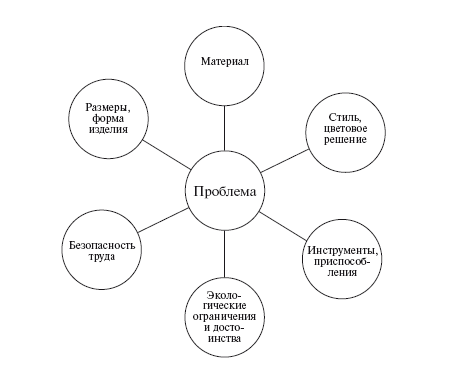 Материал
Размеры,
форма
изделия
Стиль,
цветовое
решение
Проблема
Безопасность
труда
Инструменты,
приспособ-
ления
Эколо-
гические
ограничения
и досто-
инства